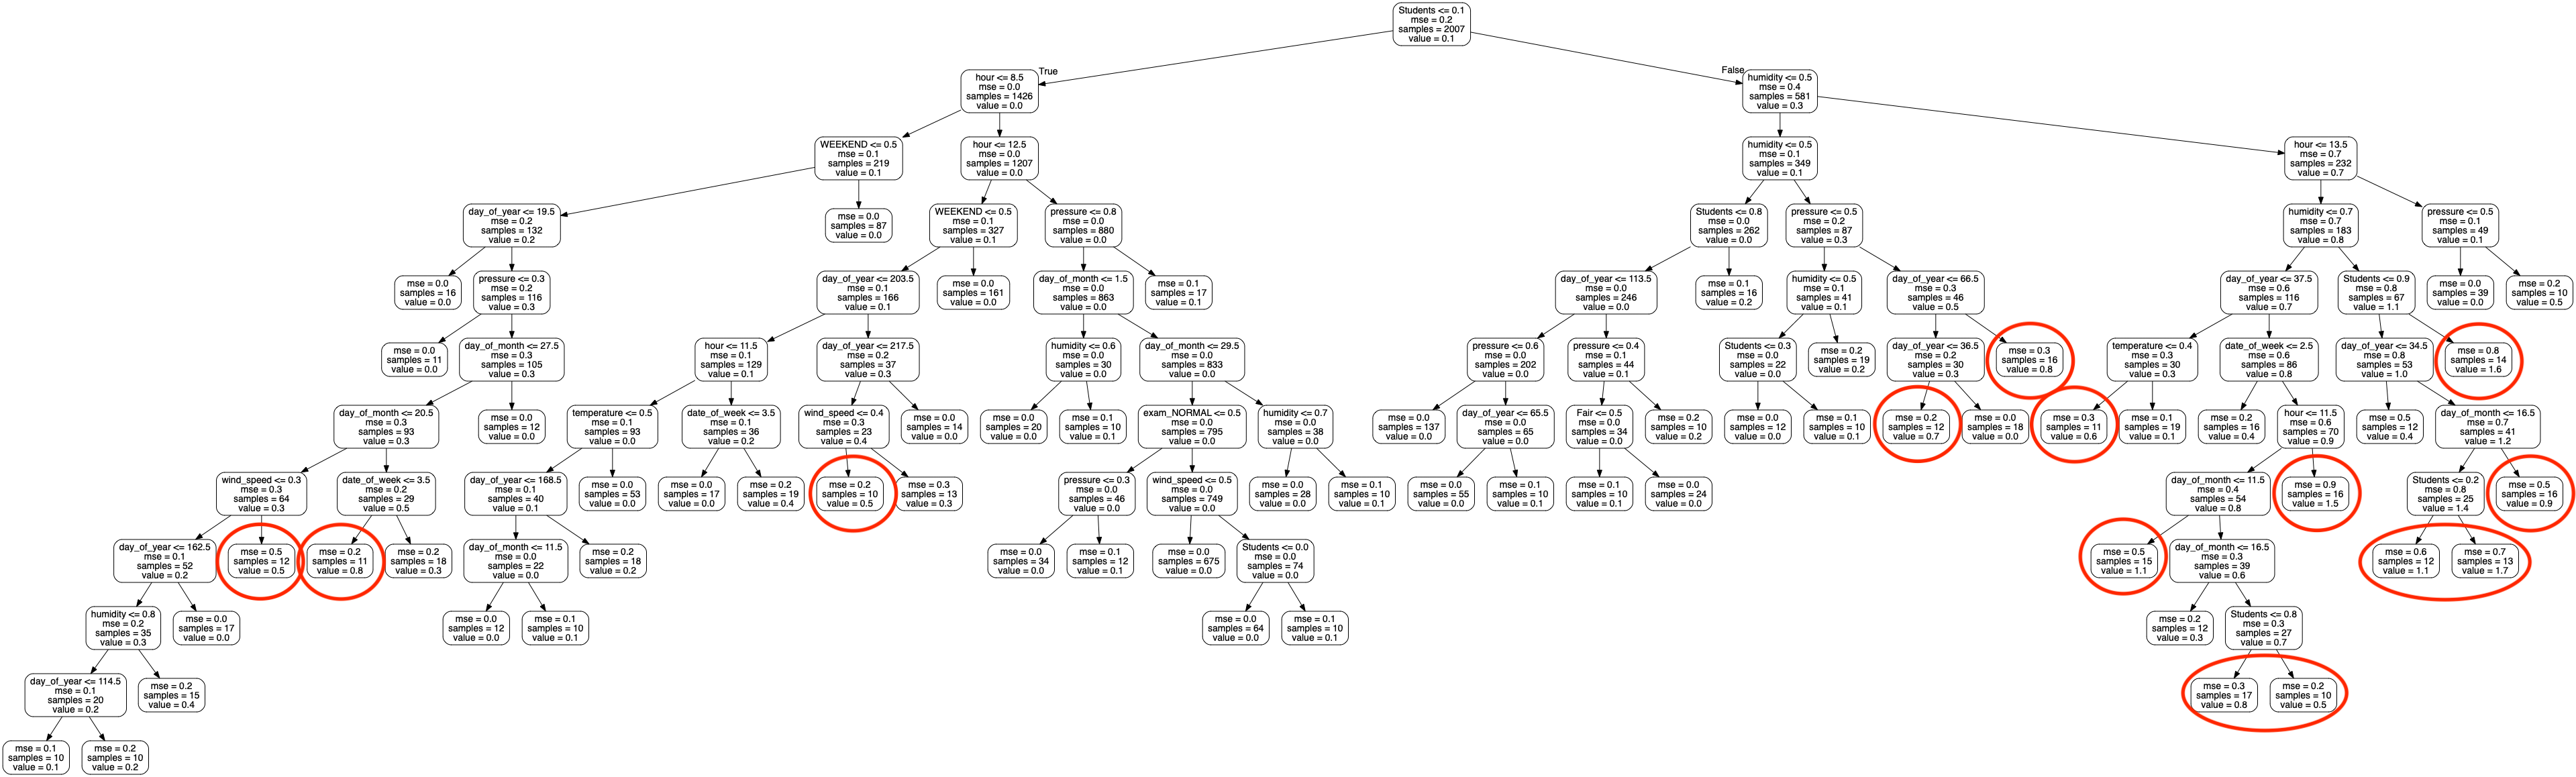 Students <= 0.1
mse = 0.2
samples = 2007
value = 0.1
True
False
hour <= 8.5
mse = 0.0
samples = 1426
value = 0.0
humidity <= 0.5
mse = 0.4
samples = 581
value = 0.3
WEEKEND <= 0.5
mse = 0.1
samples = 219
value = 0.1
hour <= 12.5
mse = 0.0
samples = 1207
value = 0.0
humidity <= 0.5
mse = 0.1
samples = 349
value = 0.1
hour <= 13.5
mse = 0.7
samples = 232
value = 0.7
day_of_year <= 19.5
mse = 0.2
samples = 132
value = 0.2
mse = 0.0
samples = 87
value = 0.0
WEEKEND <= 0.5
mse = 0.1
samples = 327
value = 0.1
pressure <= 0.8
mse = 0.0
samples = 880
value = 0.0
Students <= 0.8
mse = 0.0
samples = 262
value = 0.0
pressure <= 0.5
mse = 0.2
samples = 87
value = 0.3
humidity <= 0.7
mse = 0.7
samples = 183
value = 0.8
pressure <= 0.5
mse = 0.1
samples = 49
value = 0.1
mse = 0.0
samples = 16
value = 0.0
pressure <= 0.3
mse = 0.2
samples = 116
value = 0.3
day_of_year <= 203.5
mse = 0.1
samples = 166
value = 0.1
mse = 0.0
samples = 161
value = 0.0
day_of_month <= 1.5
mse = 0.0
samples = 863
value = 0.0
mse = 0.1
samples = 17
value = 0.1
day_of_year <= 113.5
mse = 0.0
samples = 246
value = 0.0
mse = 0.1
samples = 16
value = 0.2
humidity <= 0.5
mse = 0.1
samples = 41
value = 0.1
day_of_year <= 66.5
mse = 0.3
samples = 46
value = 0.5
day_of_year <= 37.5
mse = 0.6
samples = 116
value = 0.7
Students <= 0.9
mse = 0.8
samples = 67
value = 1.1
mse = 0.0
samples = 39
value = 0.0
mse = 0.2
samples = 10
value = 0.5
mse = 0.0
samples = 11
value = 0.0
day_of_month <= 27.5
mse = 0.3
samples = 105
value = 0.3
hour <= 11.5
mse = 0.1
samples = 129
value = 0.1
day_of_year <= 217.5
mse = 0.2
samples = 37
value = 0.3
humidity <= 0.6
mse = 0.0
samples = 30
value = 0.0
day_of_month <= 29.5
mse = 0.0
samples = 833
value = 0.0
pressure <= 0.6
mse = 0.0
samples = 202
value = 0.0
pressure <= 0.4
mse = 0.1
samples = 44
value = 0.1
Students <= 0.3
mse = 0.0
samples = 22
value = 0.0
mse = 0.2
samples = 19
value = 0.2
day_of_year <= 36.5
mse = 0.2
samples = 30
value = 0.3
mse = 0.3
samples = 16
value = 0.8
temperature <= 0.4
mse = 0.3
samples = 30
value = 0.3
date_of_week <= 2.5
mse = 0.6
samples = 86
value = 0.8
day_of_year <= 34.5
mse = 0.8
samples = 53
value = 1.0
mse = 0.8
samples = 14
value = 1.6
day_of_month <= 20.5
mse = 0.3
samples = 93
value = 0.3
mse = 0.0
samples = 12
value = 0.0
temperature <= 0.5
mse = 0.1
samples = 93
value = 0.0
date_of_week <= 3.5
mse = 0.1
samples = 36
value = 0.2
wind_speed <= 0.4
mse = 0.3
samples = 23
value = 0.4
mse = 0.0
samples = 14
value = 0.0
mse = 0.0
samples = 20
value = 0.0
mse = 0.1
samples = 10
value = 0.1
exam_NORMAL <= 0.5
mse = 0.0
samples = 795
value = 0.0
humidity <= 0.7
mse = 0.0
samples = 38
value = 0.0
mse = 0.0
samples = 137
value = 0.0
day_of_year <= 65.5
mse = 0.0
samples = 65
value = 0.0
Fair <= 0.5
mse = 0.0
samples = 34
value = 0.0
mse = 0.2
samples = 10
value = 0.2
mse = 0.0
samples = 12
value = 0.0
mse = 0.1
samples = 10
value = 0.1
mse = 0.2
samples = 12
value = 0.7
mse = 0.0
samples = 18
value = 0.0
mse = 0.3
samples = 11
value = 0.6
mse = 0.1
samples = 19
value = 0.1
mse = 0.2
samples = 16
value = 0.4
hour <= 11.5
mse = 0.6
samples = 70
value = 0.9
mse = 0.5
samples = 12
value = 0.4
day_of_month <= 16.5
mse = 0.7
samples = 41
value = 1.2
wind_speed <= 0.3
mse = 0.3
samples = 64
value = 0.3
date_of_week <= 3.5
mse = 0.2
samples = 29
value = 0.5
day_of_year <= 168.5
mse = 0.1
samples = 40
value = 0.1
mse = 0.0
samples = 53
value = 0.0
mse = 0.0
samples = 17
value = 0.0
mse = 0.2
samples = 19
value = 0.4
mse = 0.2
samples = 10
value = 0.5
mse = 0.3
samples = 13
value = 0.3
pressure <= 0.3
mse = 0.0
samples = 46
value = 0.0
wind_speed <= 0.5
mse = 0.0
samples = 749
value = 0.0
mse = 0.0
samples = 28
value = 0.0
mse = 0.1
samples = 10
value = 0.1
mse = 0.0
samples = 55
value = 0.0
mse = 0.1
samples = 10
value = 0.1
mse = 0.1
samples = 10
value = 0.1
mse = 0.0
samples = 24
value = 0.0
day_of_month <= 11.5
mse = 0.4
samples = 54
value = 0.8
mse = 0.9
samples = 16
value = 1.5
Students <= 0.2
mse = 0.8
samples = 25
value = 1.4
mse = 0.5
samples = 16
value = 0.9
day_of_year <= 162.5
mse = 0.1
samples = 52
value = 0.2
mse = 0.5
samples = 12
value = 0.5
mse = 0.2
samples = 11
value = 0.8
mse = 0.2
samples = 18
value = 0.3
day_of_month <= 11.5
mse = 0.0
samples = 22
value = 0.0
mse = 0.2
samples = 18
value = 0.2
mse = 0.0
samples = 34
value = 0.0
mse = 0.1
samples = 12
value = 0.1
mse = 0.0
samples = 675
value = 0.0
Students <= 0.0
mse = 0.0
samples = 74
value = 0.0
mse = 0.5
samples = 15
value = 1.1
day_of_month <= 16.5
mse = 0.3
samples = 39
value = 0.6
mse = 0.6
samples = 12
value = 1.1
mse = 0.7
samples = 13
value = 1.7
humidity <= 0.8
mse = 0.2
samples = 35
value = 0.3
mse = 0.0
samples = 17
value = 0.0
mse = 0.0
samples = 12
value = 0.0
mse = 0.1
samples = 10
value = 0.1
mse = 0.0
samples = 64
value = 0.0
mse = 0.1
samples = 10
value = 0.1
mse = 0.2
samples = 12
value = 0.3
Students <= 0.8
mse = 0.3
samples = 27
value = 0.7
day_of_year <= 114.5
mse = 0.1
samples = 20
value = 0.2
mse = 0.2
samples = 15
value = 0.4
mse = 0.3
samples = 17
value = 0.8
mse = 0.2
samples = 10
value = 0.5
mse = 0.1
samples = 10
value = 0.1
mse = 0.2
samples = 10
value = 0.2